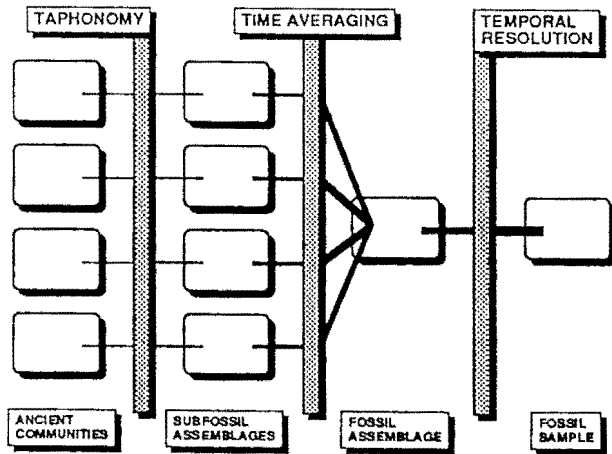 TAPHONOMY
TIME AVERAGING
TEMPORAL
RESOLUTION
ANCIENT
COMMUNITIES
SUBFOSSIL
ASSEMBLAGES
FOSSIL
ASSEMBLAGE
FOSSIL
SAMPLE